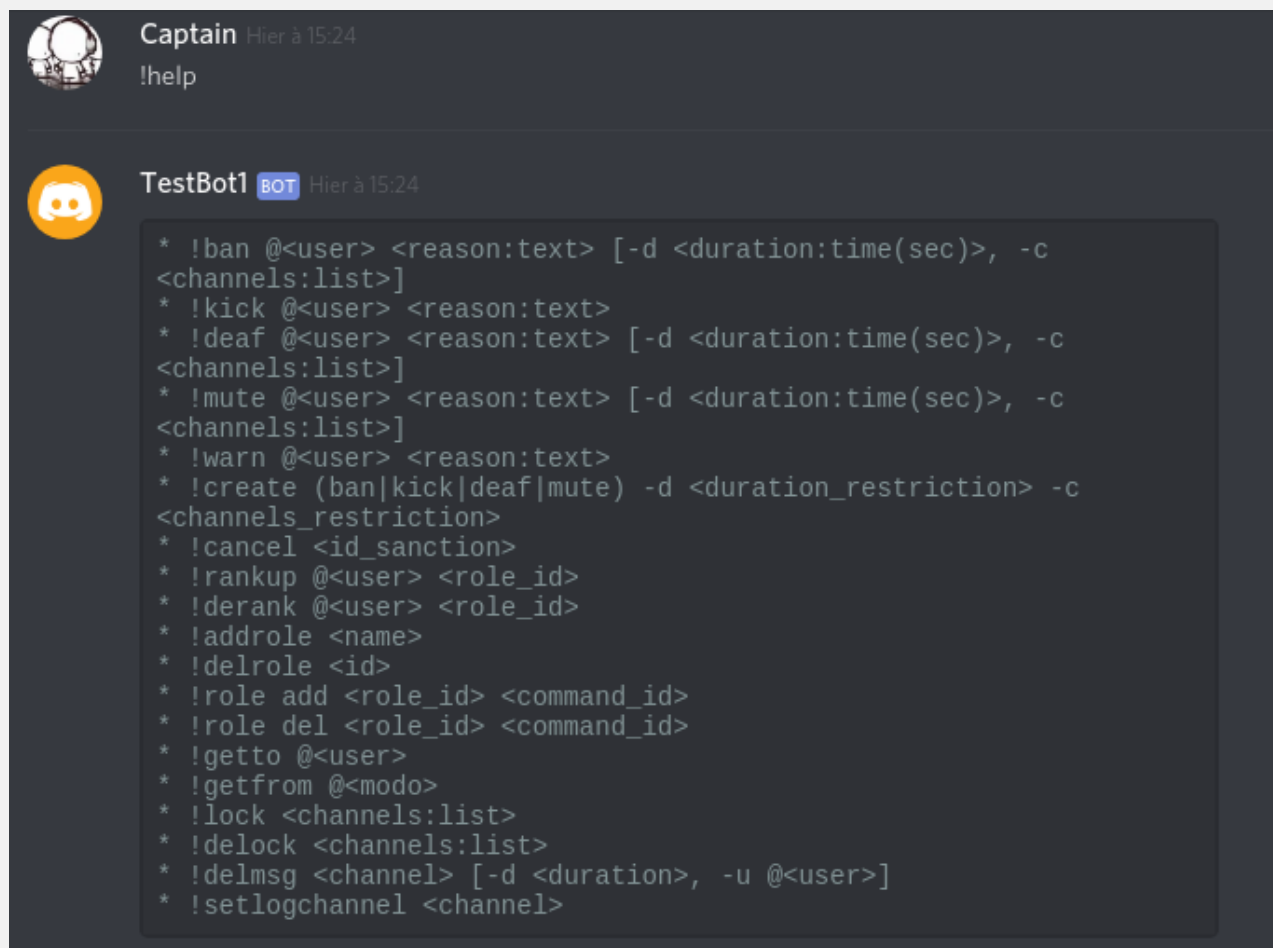 Captain Hier à 15:24
!help
TestBot1 BOT Hier à 15:24
* !ban @<user> <reason:text> [-d <duration:time(sec)>, -c
<channels:list>]
* !kick @<user> <reason:text>
* !deaf @<user> <reason:text> [-d <duration:time(sec)>, -c
<channels:list>]
* !mute @<user> <reason:text> [-d <duration:time(sec)>, -c
<channels:list>]
* !warn @<user> <reason:text>
* !create (ban|kick|deaf|mute) -d <duration_restriction> -c
<channels_restriction>
* !cancel <id_sanction>
* !rankup @<user> <role_id>
* !derank @<user> <role_id>
* !addrole <name>
* !delrole <id>
* !role add <role_id> <command_id>
* !role del <role_id> <command_id>
* !getto @<user>
* !getfrom @<modo>
* !lock <channels:list>
* !delock <channels:list>
* !delmsg <channel> [-d <duration>, -u @<user>]
* !setlogchannel <channel>